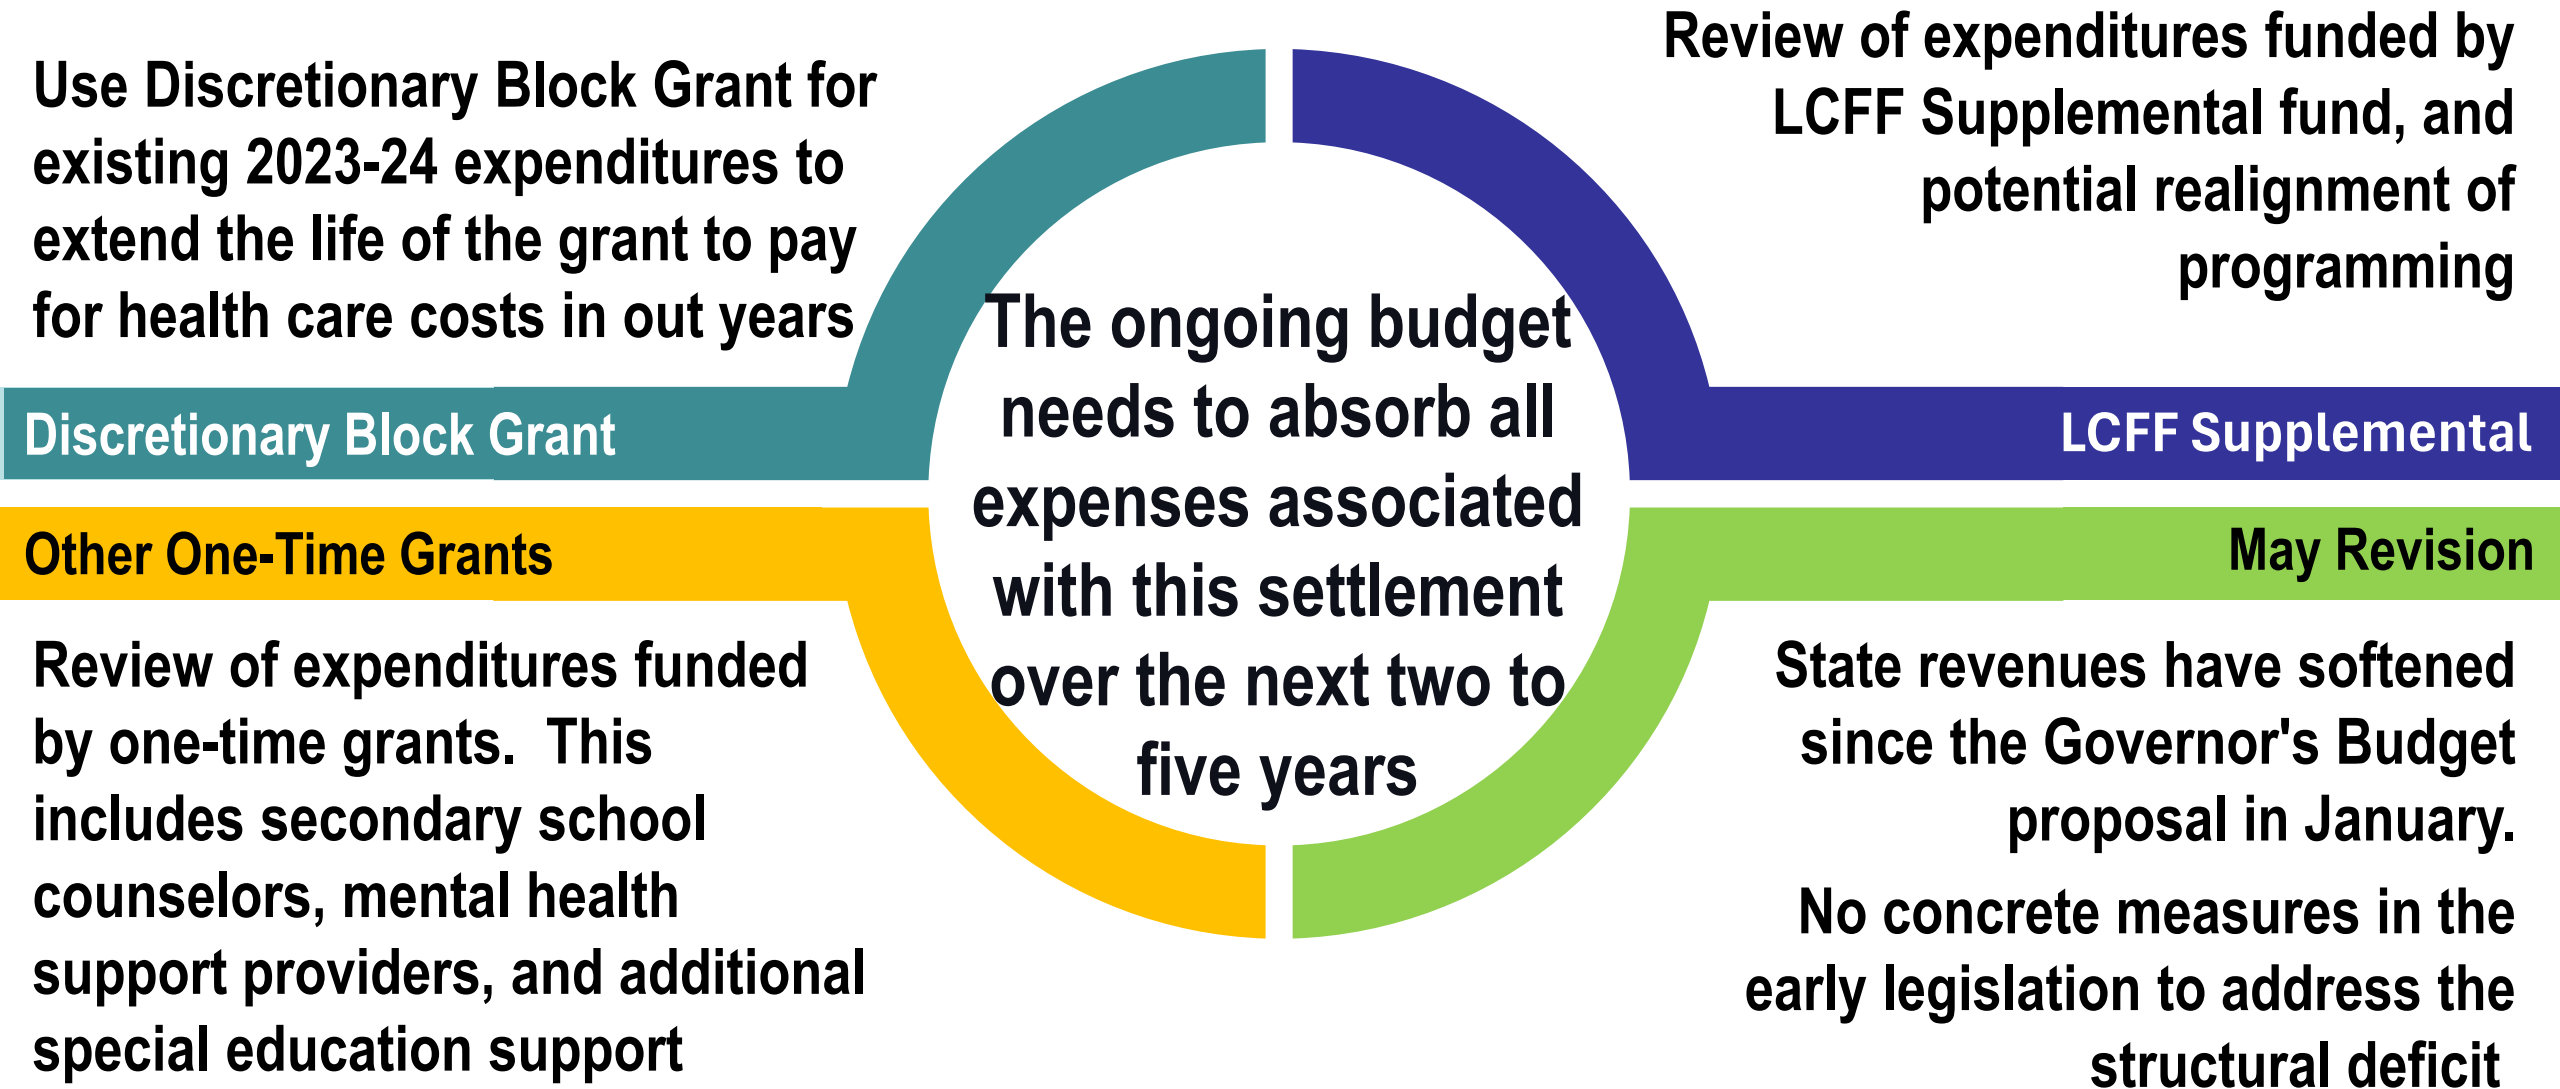 Use Discretionary Block Grant for
existing 2023-24 expenditures to
extend the life of the grant to pay
for health care costs in out years
Discretionary Block Grant
Other One-Time Grants
Review of expenditures funded
by one-time grants.  This
includes secondary school
counselors, mental health
support providers, and additional
special education support
The ongoing budget
needs to absorb all
expenses associated
with this settlement
over the next two to
five years
Review of expenditures funded by
LCFF Supplemental fund, and
potential realignment of
programming
LCFF Supplemental
May Revision
State revenues have softened
since the Governor's Budget
proposal in January.
No concrete measures in the
early legislation to address the
structural deficit